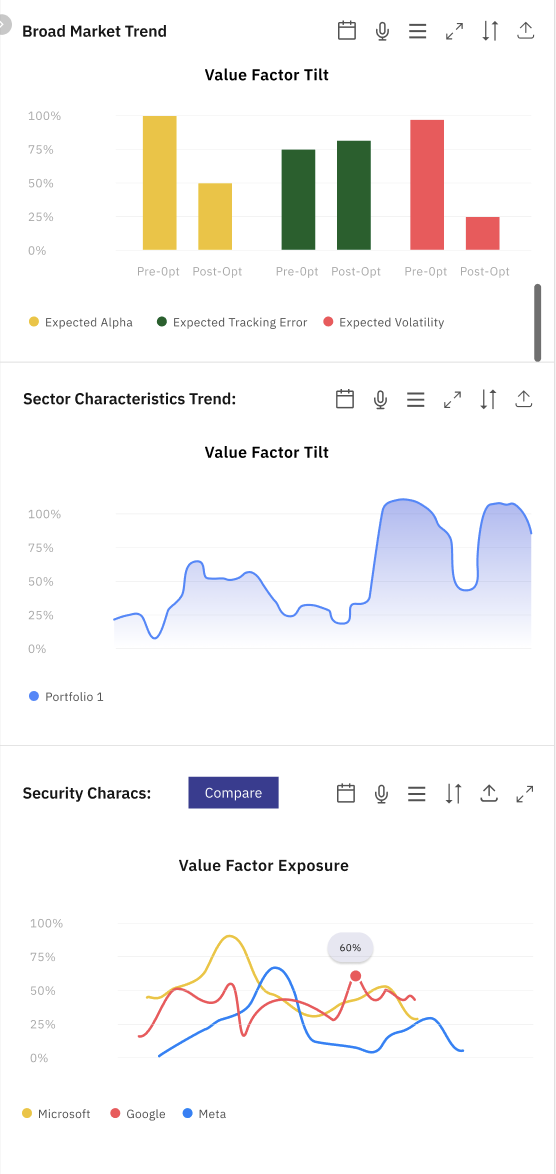 Broad Market Trend
Value Factor Tilt
100%
75%
50%
25%
0%
Pre-Opt Post-Opt Pre-Opt Post-Opt Pre-Opt Post-Opt
Expected Alpha Expected Tracking Error Expected Volatility
Sector Characteristics Trend:
Value Factor Tilt
100%
75%
50%
25%
0%
Portfolio 1
Security Characs: Compare
Value Factor Exposure
100%
75%
60%
50%
25%
0%
Microsoft Google Meta